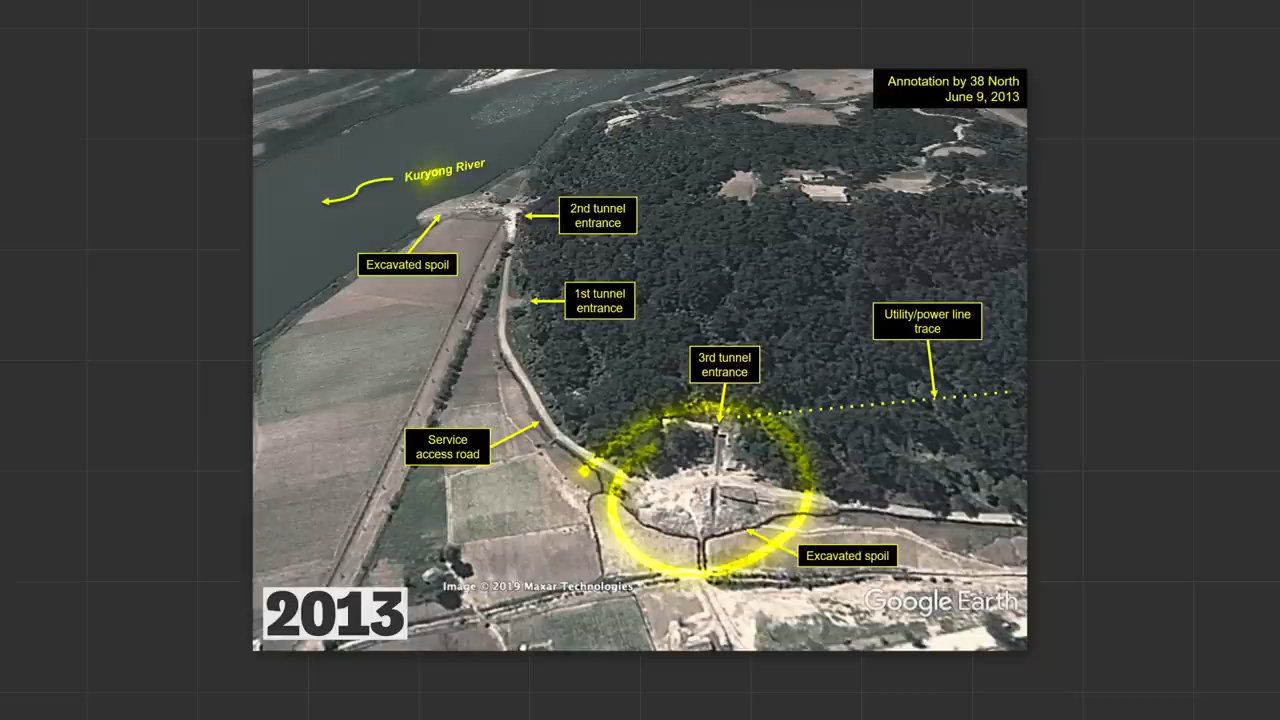 Annotation by 38 North
June 9, 2013
Kuryong River
2nd tunnel
entrance
Excavated spoil
1st tunnel
entrance
Utility/power line
trace
3rd tunnel
entrance
Service
access road
Excavated spoil
Image © 2019 Maxar Technologies
Google Earth
2013